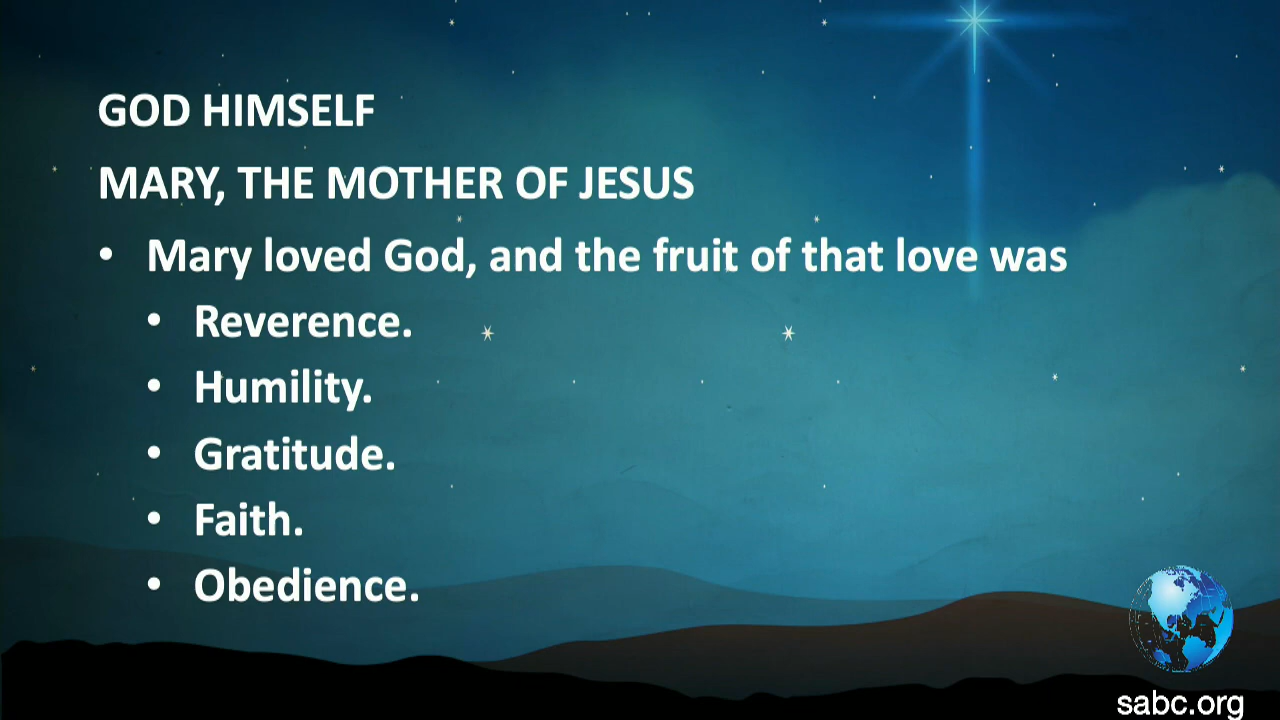 GOD HIMSELF
MARY, THE MOTHER OF JESUS
• Mary loved God, and the fruit of that love was
• Reverence.
• Humility.
• Gratitude.
• Faith.
• Obedience.
sabc.org